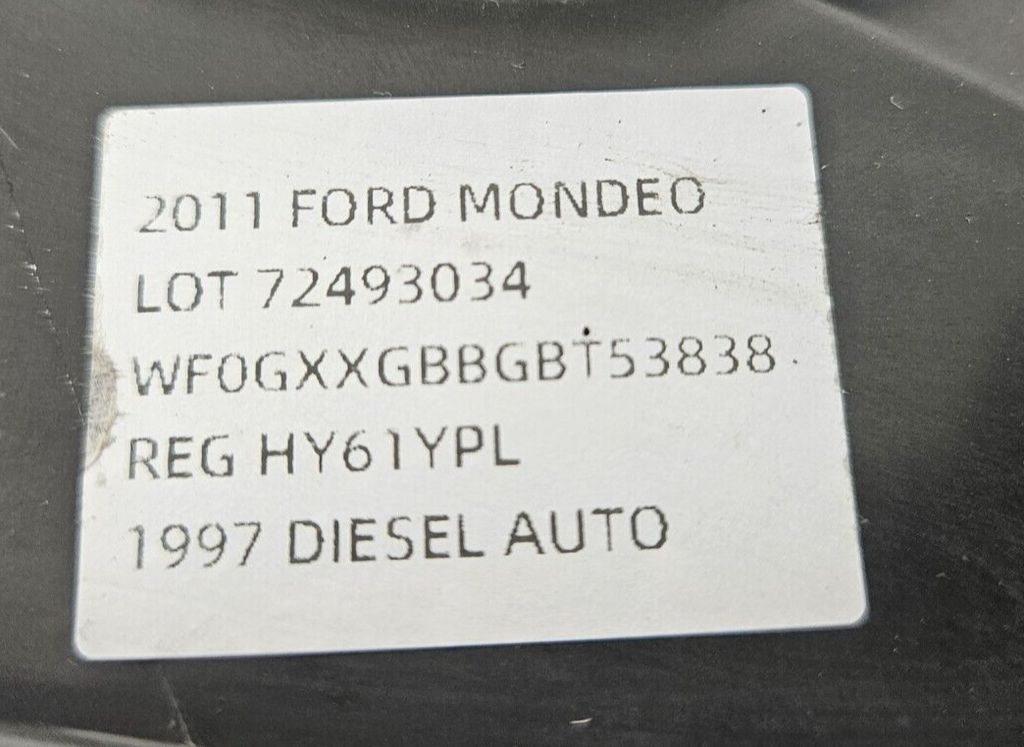 2011 FORD MONDEO
LOT 72493034
WF0GXXGBBGBT53838
REG HY61YPL
1997 DIESEL AUTO